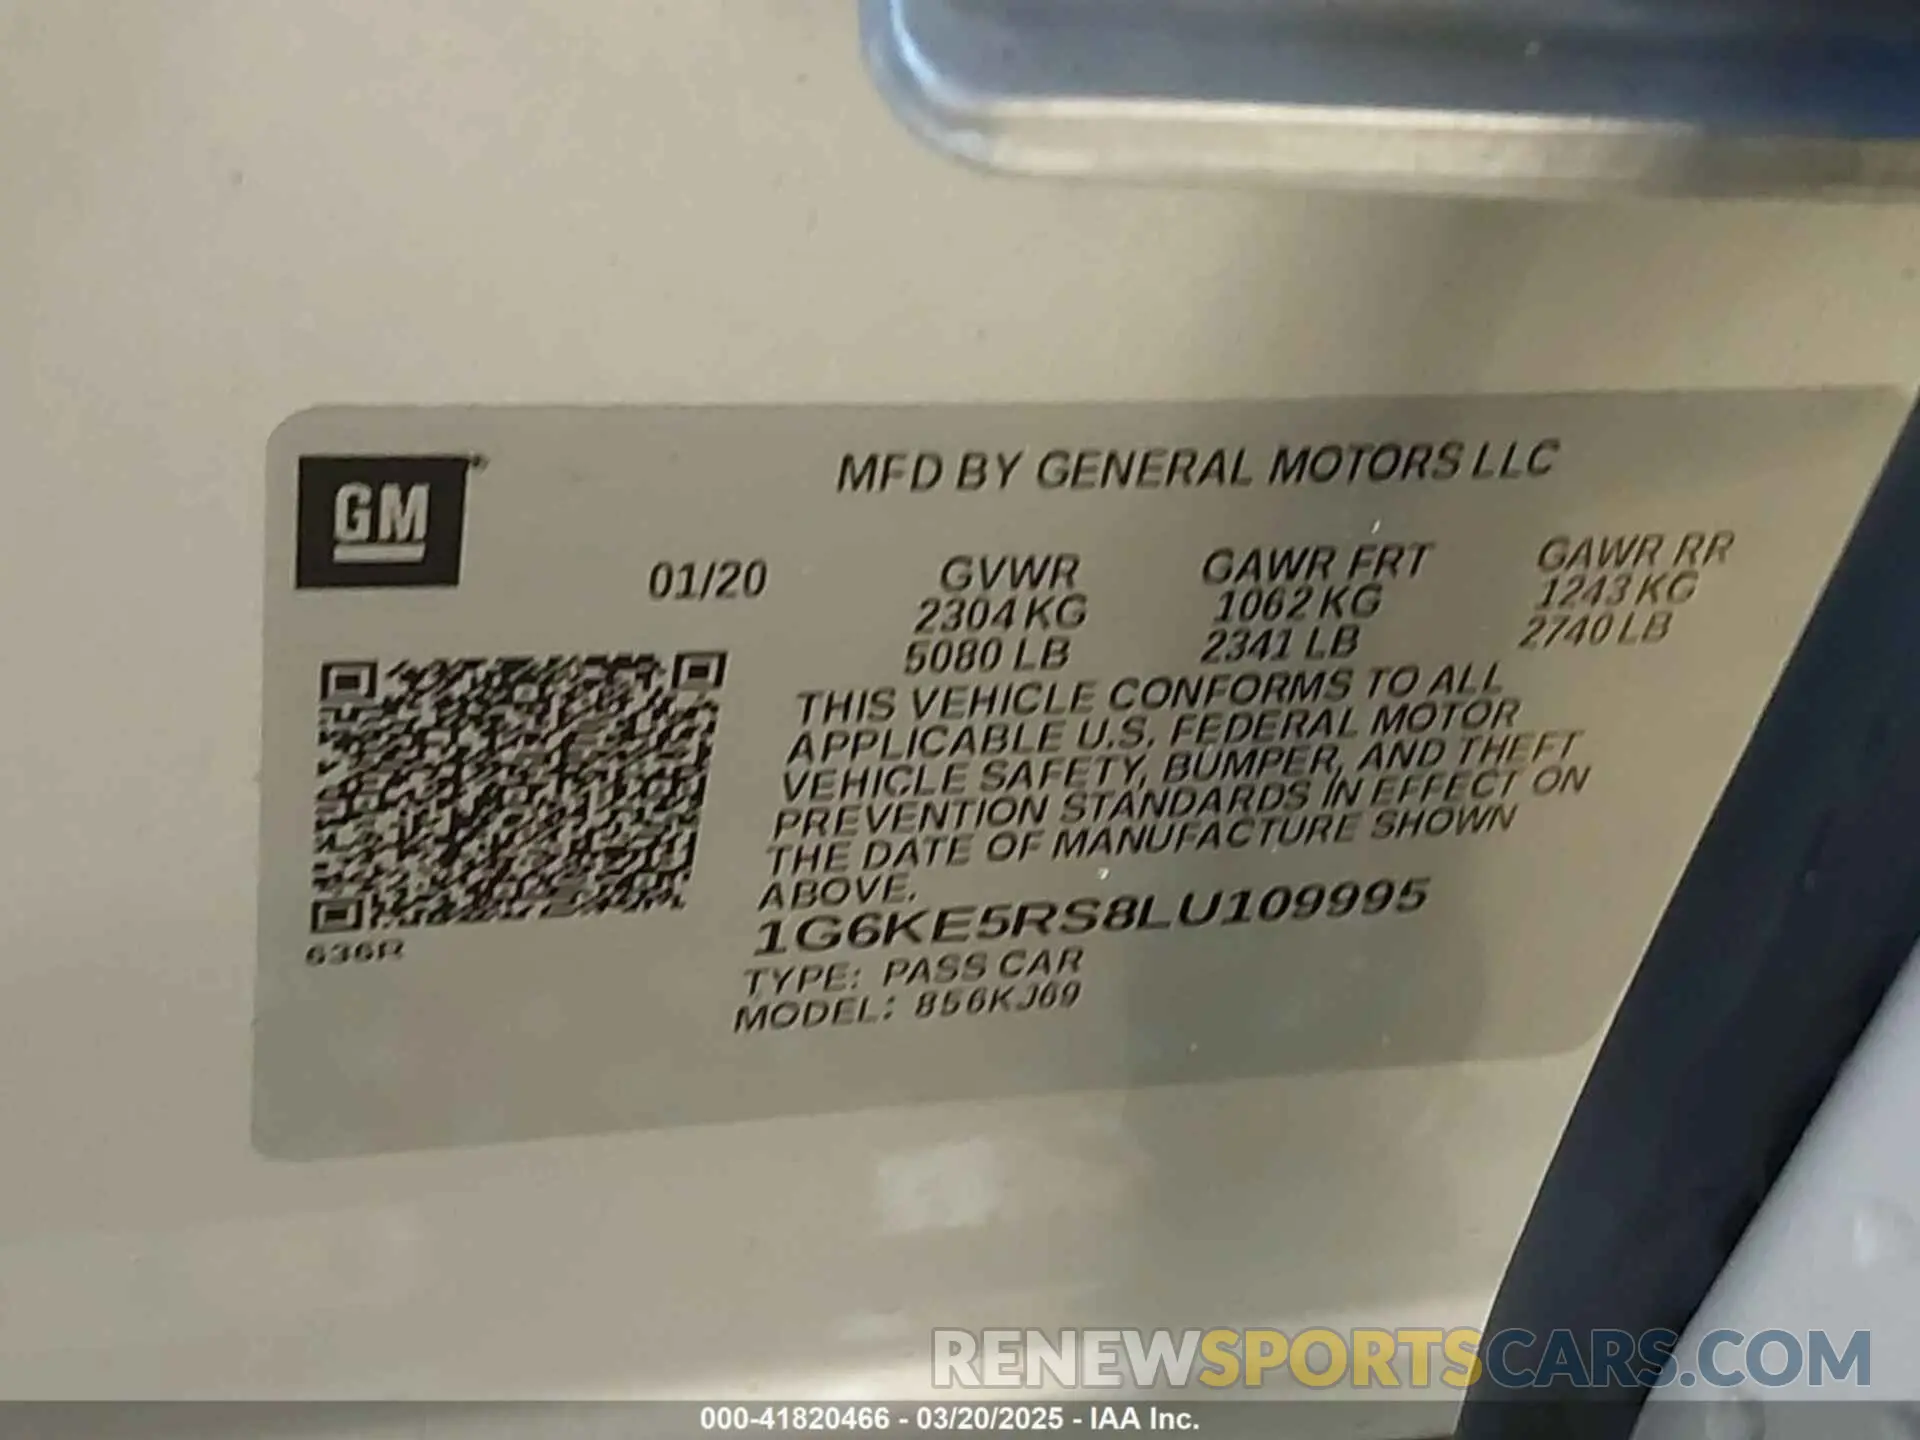 GM
MFD BY GENERAL MOTORS LLC
01/20
GVWR GAWR FRT GAWR RR
2304 KG 1062 KG 1243 KG
5080 LB 2341 LB 2740 LB
THIS VEHICLE CONFORMS TO ALL
APPLICABLE U.S. FEDERAL MOTOR
VEHICLE SAFETY, BUMPER, AND THEFT
PREVENTION STANDARDS IN EFFECT ON
THE DATE OF MANUFACTURE SHOWN
ABOVE.
1G6KE5RS8LU109995
636R
TYPE: PASS CAR
MODEL: 856KJ69
RENEWSPORTSCARS.COM
000-41820466 - 03/20/2025 - IAA Inc.